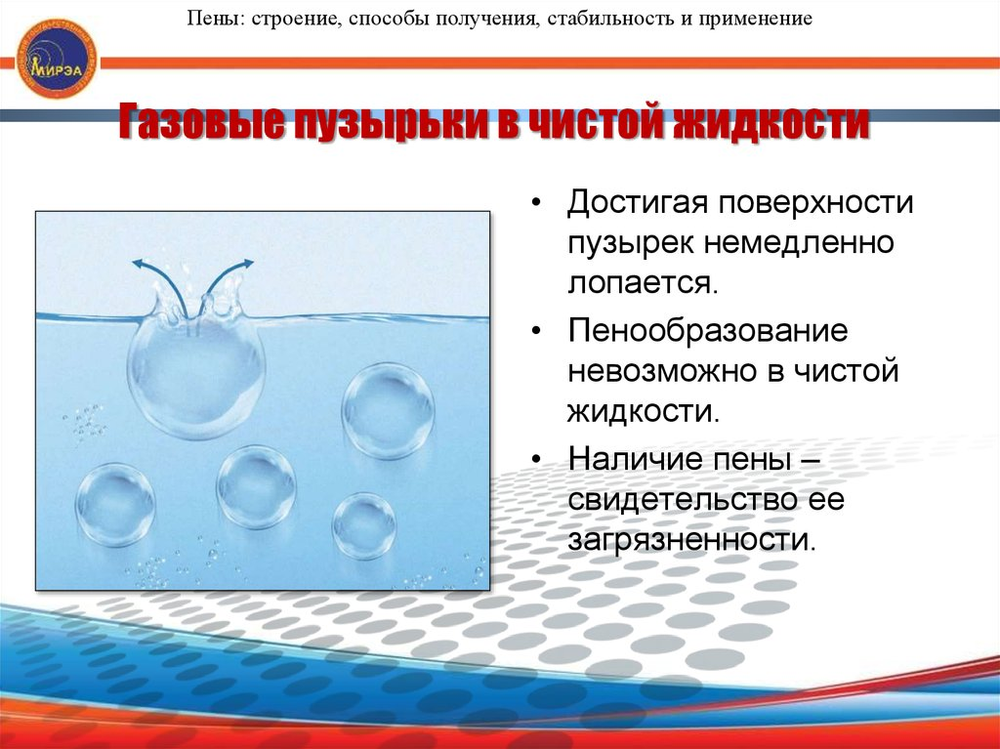 Пены: строение, способы получения, стабильность и применение
МИРЭА
Газовые пузырьки в чистой жидкости
• Достигая поверхности
пузырек немедленно
лопается.
• Пенообразование
невозможно в чистой
жидкости.
• Наличие пены –
свидетельство ее
загрязненности.